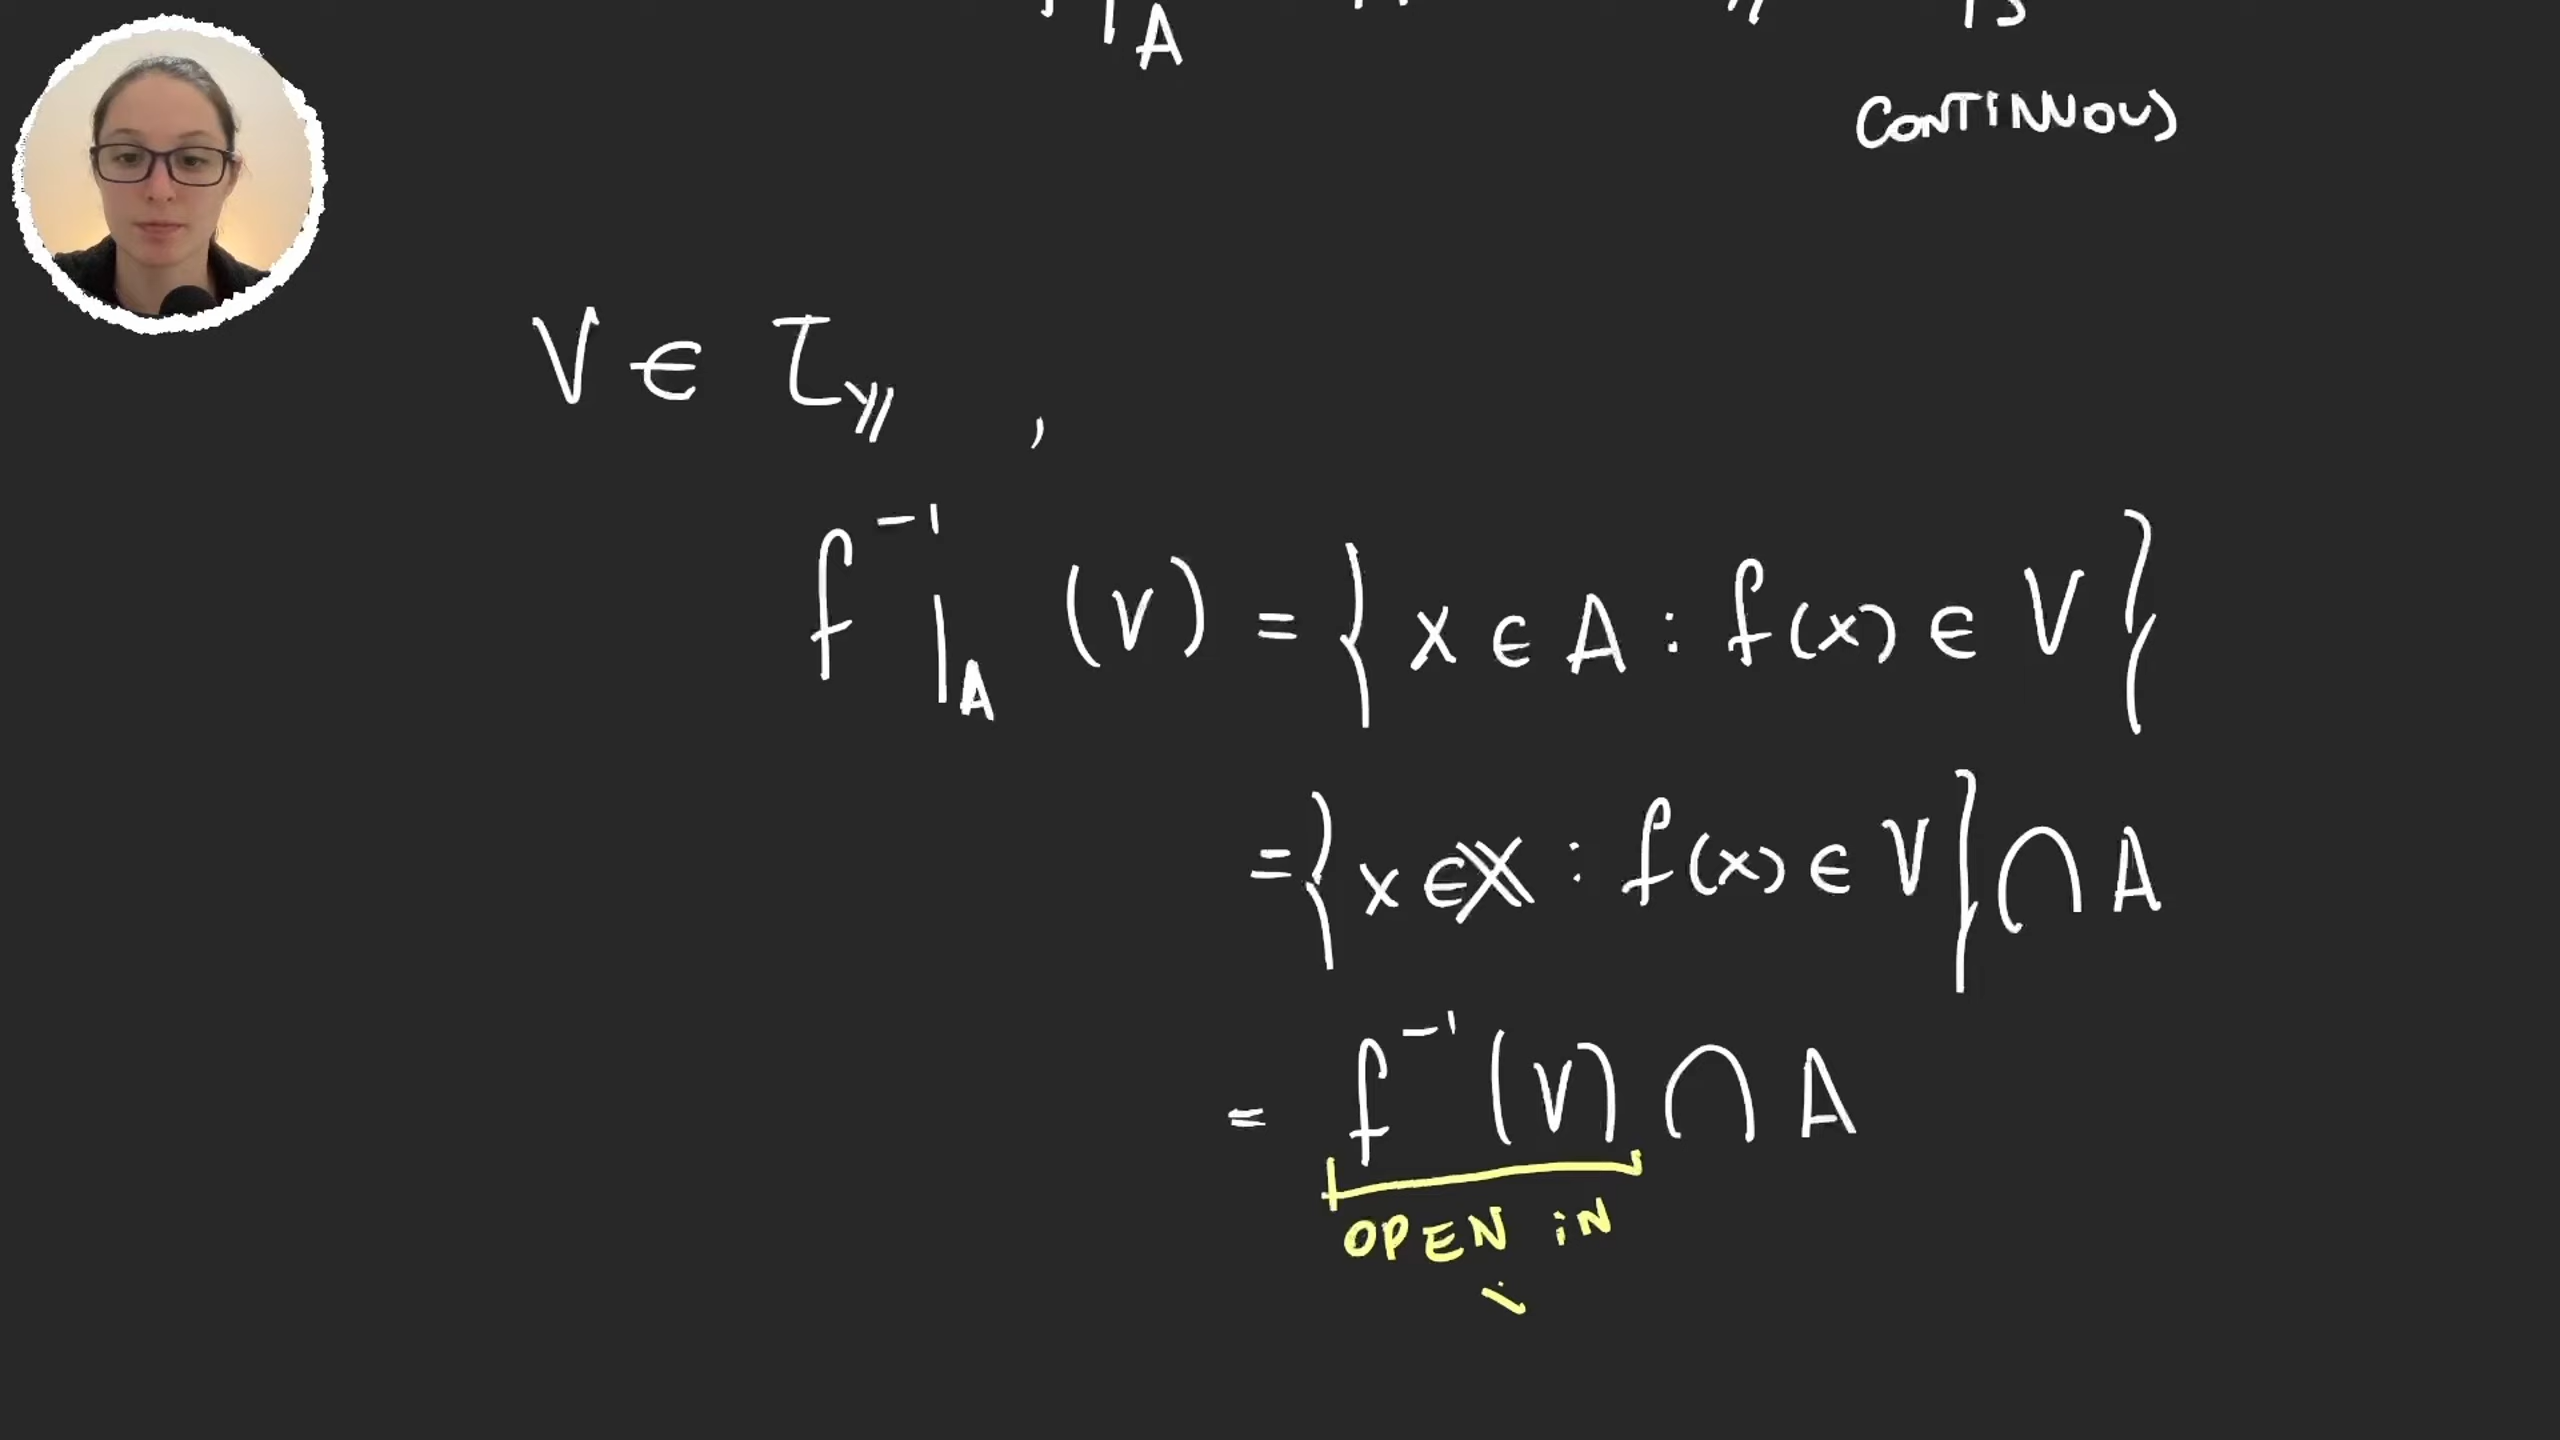 A
CONTINUOUS
V ∈ τ_𝕐 ,
f⁻¹|_A (V) = { x ∈ A : f(x) ∈ V }
= { x ∈ 𝕏 : f(x) ∈ V } ∩ A
= f⁻¹(V) ∩ A
OPEN IN